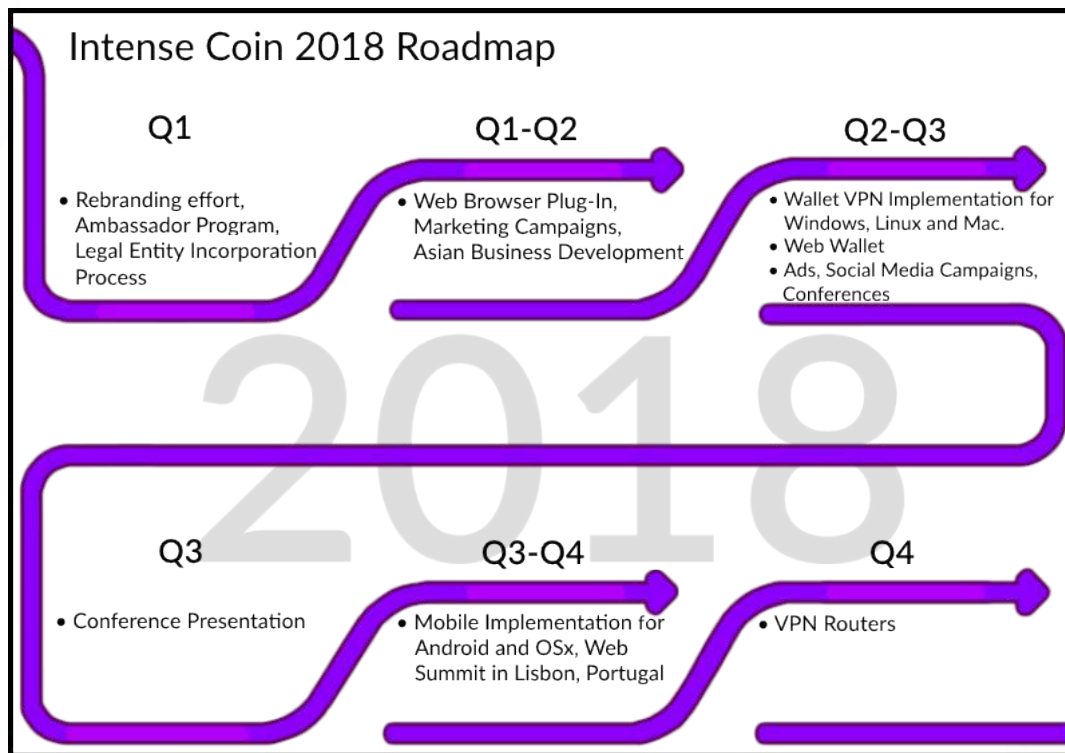 Intense Coin 2018 Roadmap
Q1
• Rebranding effort,
Ambassador Program,
Legal Entity Incorporation
Process
Q1-Q2
• Web Browser Plug-In,
Marketing Campaigns,
Asian Business Development
Q2-Q3
• Wallet VPN Implementation for
Windows, Linux and Mac.
• Web Wallet
• Ads, Social Media Campaigns,
Conferences
2018
Q3
• Conference Presentation
Q3-Q4
• Mobile Implementation for
Android and OSx, Web
Summit in Lisbon, Portugal
Q4
• VPN Routers